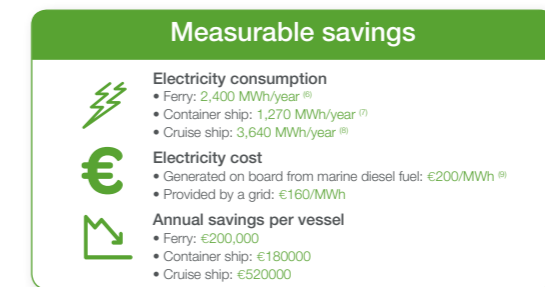 Measurable savings
Electricity consumption
• Ferry: 2,400 MWh/year (6)
• Container ship: 1,270 MWh/year (7)
• Cruise ship: 3,640 MWh/year (8)
€
Electricity cost
• Generated on board from marine diesel fuel: €200/MWh (9)
• Provided by a grid: €160/MWh
Annual savings per vessel
• Ferry: €200,000
• Container ship: €180000
• Cruise ship: €520000